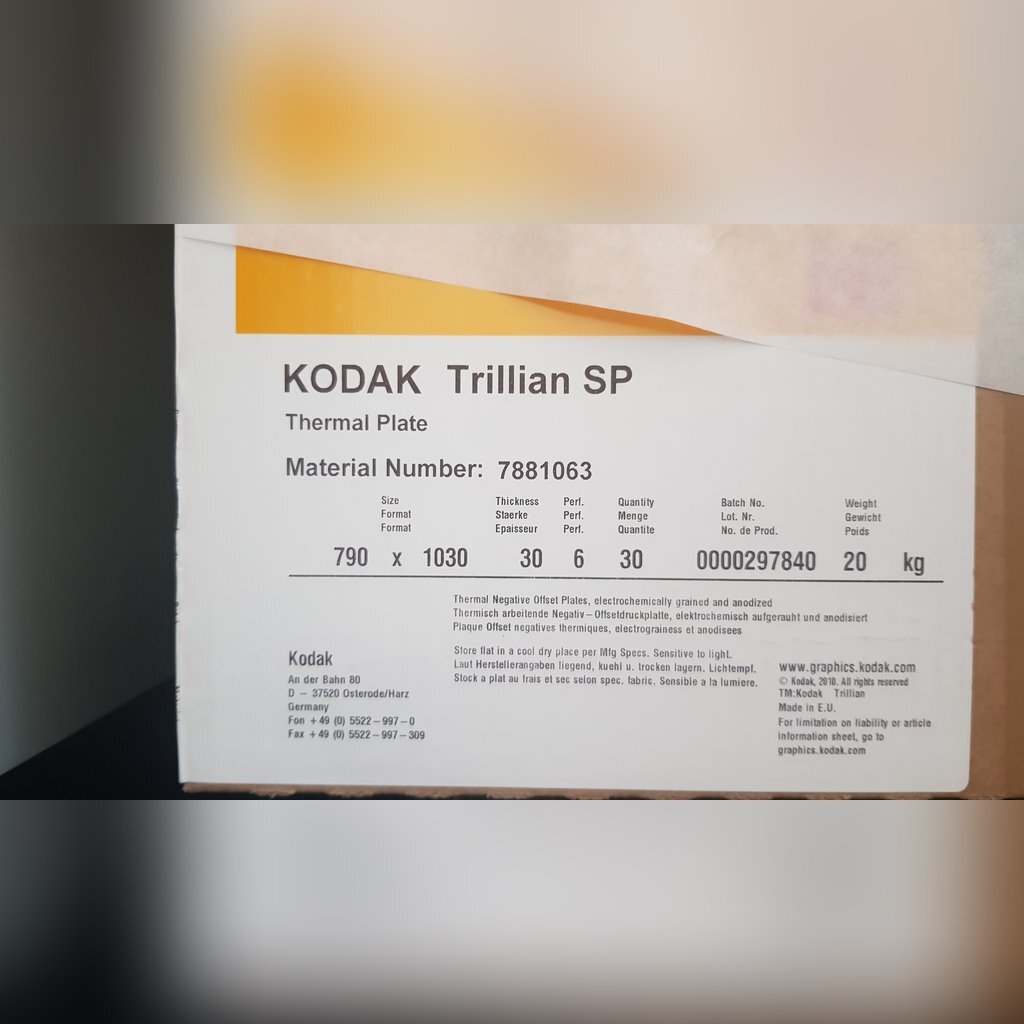 KODAK Trillian SP
Thermal Plate
Material Number: 7881063
Size Thickness Perf. Quantity Batch No. Weight
Format Staerke Perf. Menge Lot. Nr. Gewicht
Format Epaisseur Perf. Quantite No. de Prod. Poids
790 x 1030 30 6 30 0000297840 20 kg
Thermal Negative Offset Plates, electrochemically grained and anodized
Thermisch arbeitende Negativ-Offsetdruckplatte, elektrochemisch aufgerauht und anodisiert
Plaque Offset negatives thermiques, electrograiness et anodisees
Store flat in a cool dry place per Mfg Specs. Sensitive to light.
Laut Herstellerangaben liegend, kuehl u. trocken lagern. Lichtempf.
Stock a plat au frais et sec selon spec. fabric. Sensible a la lumiere.
Kodak
An der Bahn 80
D - 37520 Osterode/Harz
Germany
Fon +49 (0) 5522-997-0
Fax +49 (0) 5522-997-309
www.graphics.kodak.com
© Kodak, 2010. All rights reserved
TM:Kodak Trillian
Made in E.U.
For limitation on liability or article
information sheet, go to
graphics.kodak.com